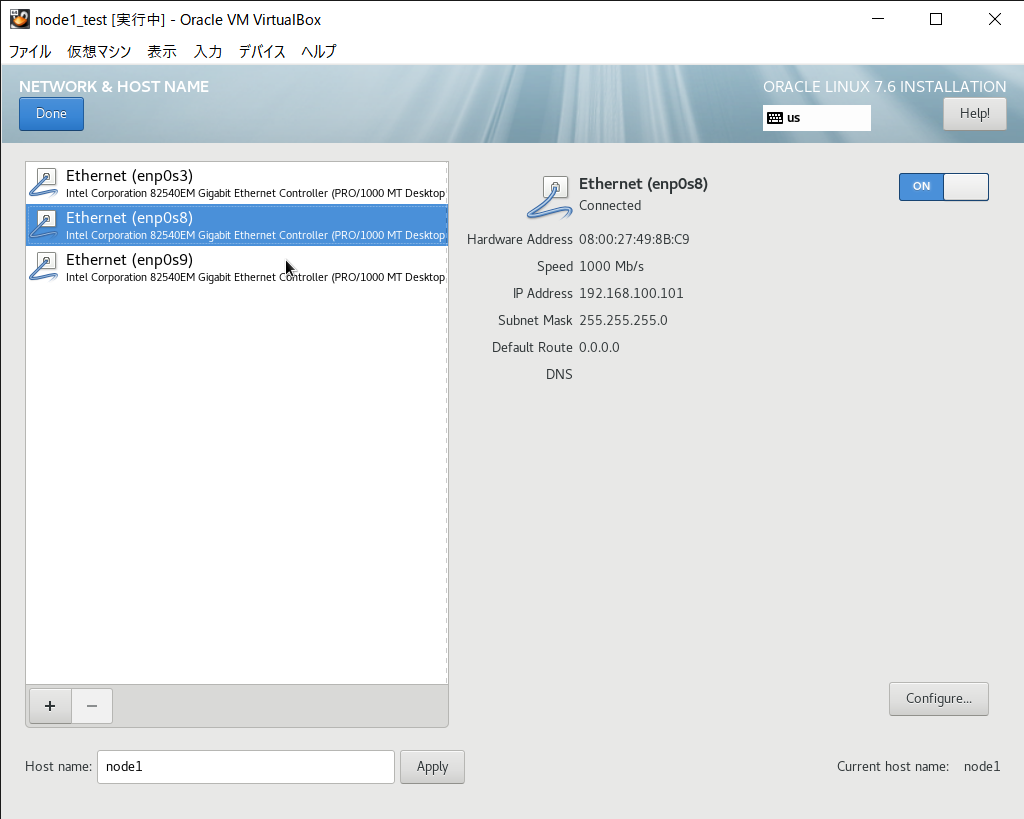 node1_test [実行中] - Oracle VM VirtualBox
ファイル 仮想マシン 表示 入力 デバイス ヘルプ
NETWORK & HOST NAME
ORACLE LINUX 7.6 INSTALLATION
Done
us
Help!
Ethernet (enp0s3)
Intel Corporation 82540EM Gigabit Ethernet Controller (PRO/1000 MT Desktop
Ethernet (enp0s8)
Intel Corporation 82540EM Gigabit Ethernet Controller (PRO/1000 MT Desktop
Ethernet (enp0s9)
Intel Corporation 82540EM Gigabit Ethernet Controller (PRO/1000 MT Desktop
Ethernet (enp0s8)
Connected
ON
Hardware Address 08:00:27:49:8B:C9
Speed 1000 Mb/s
IP Address 192.168.100.101
Subnet Mask 255.255.255.0
Default Route 0.0.0.0
DNS
+ −
Configure...
Host name: node1 Apply
Current host name: node1